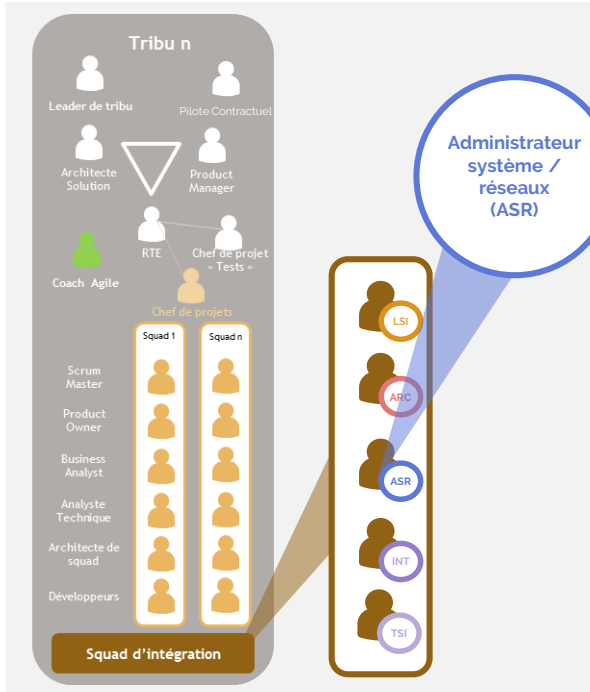 Tribu n
Leader de tribu
Pilote Contractuel
Architecte
Solution
Product
Manager
RTE
Chef de projet
« Tests »
Coach Agile
Chef de projets
Squad 1
Squad n
Scrum
Master
Product
Owner
Business
Analyst
Analyste
Technique
Architecte de
squad
Développeurs
Squad d'intégration
Administrateur
système /
réseaux
(ASR)
LSI
ARC
ASR
INT
TSI